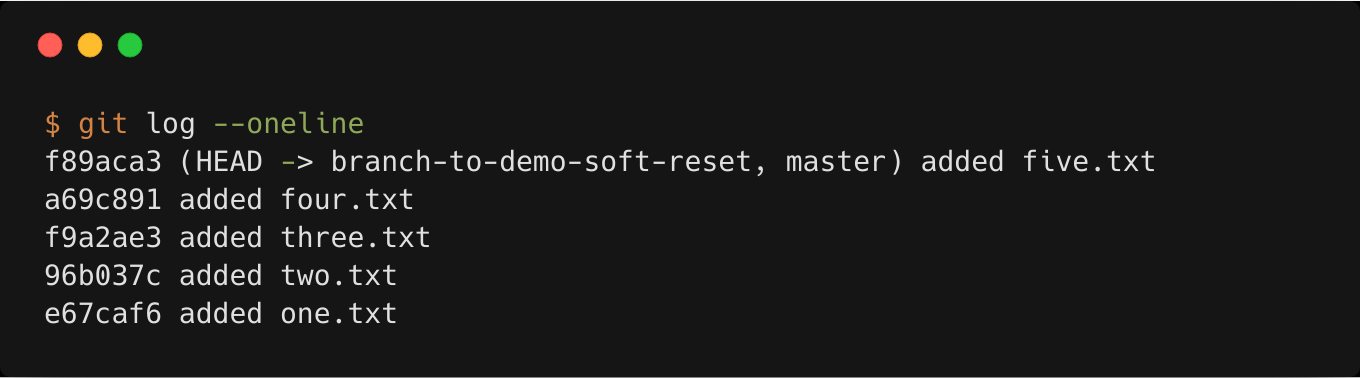 $ git log --oneline
f89aca3 (HEAD -> branch-to-demo-soft-reset, master) added five.txt
a69c891 added four.txt
f9a2ae3 added three.txt
96b037c added two.txt
e67caf6 added one.txt